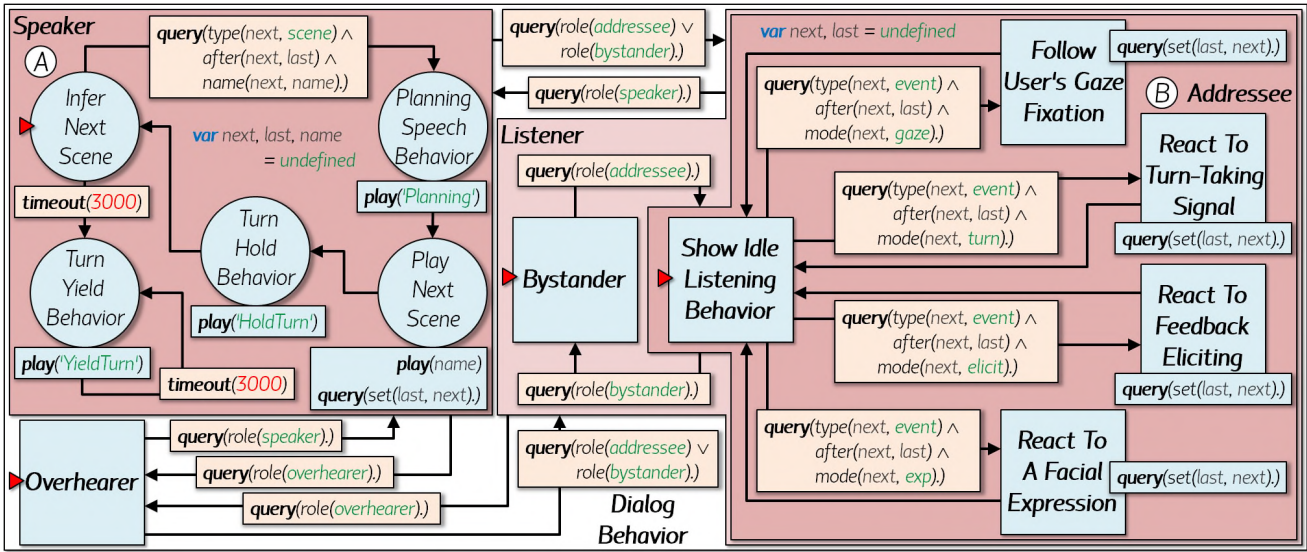 Speaker
A
query(type(next, scene) ∧
after(next, last) ∧
name(next, name).)
Infer
Next
Scene
Planning
Speech
Behavior
var next, last, name
= undefined
timeout(3000)
play('Planning')
Turn
Yield
Behavior
Turn
Hold
Behavior
Play
Next
Scene
play('YieldTurn')
play('HoldTurn')
timeout(3000)
play(name)
query(set(last, next).)
query(role(addressee) ∨
role(bystander).)
query(role(speaker).)
Listener
query(role(addressee).)
Bystander
query(role(bystander).)
var next, last = undefined
B Addressee
Follow
User's Gaze
Fixation
query(set(last, next).)
query(type(next, event) ∧
after(next, last) ∧
mode(next, gaze).)
React To
Turn-Taking
Signal
query(set(last, next).)
query(type(next, event) ∧
after(next, last) ∧
mode(next, turn).)
Show Idle
Listening
Behavior
React To
Feedback
Eliciting
query(set(last, next).)
query(type(next, event) ∧
after(next, last) ∧
mode(next, elicit).)
query(type(next, event) ∧
after(next, last) ∧
mode(next, exp).)
React To
A Facial
Expression
query(set(last, next).)
Overhearer
query(role(speaker).)
query(role(overhearer).)
query(role(overhearer).)
query(role(addressee) ∨
role(bystander).)
Dialog
Behavior